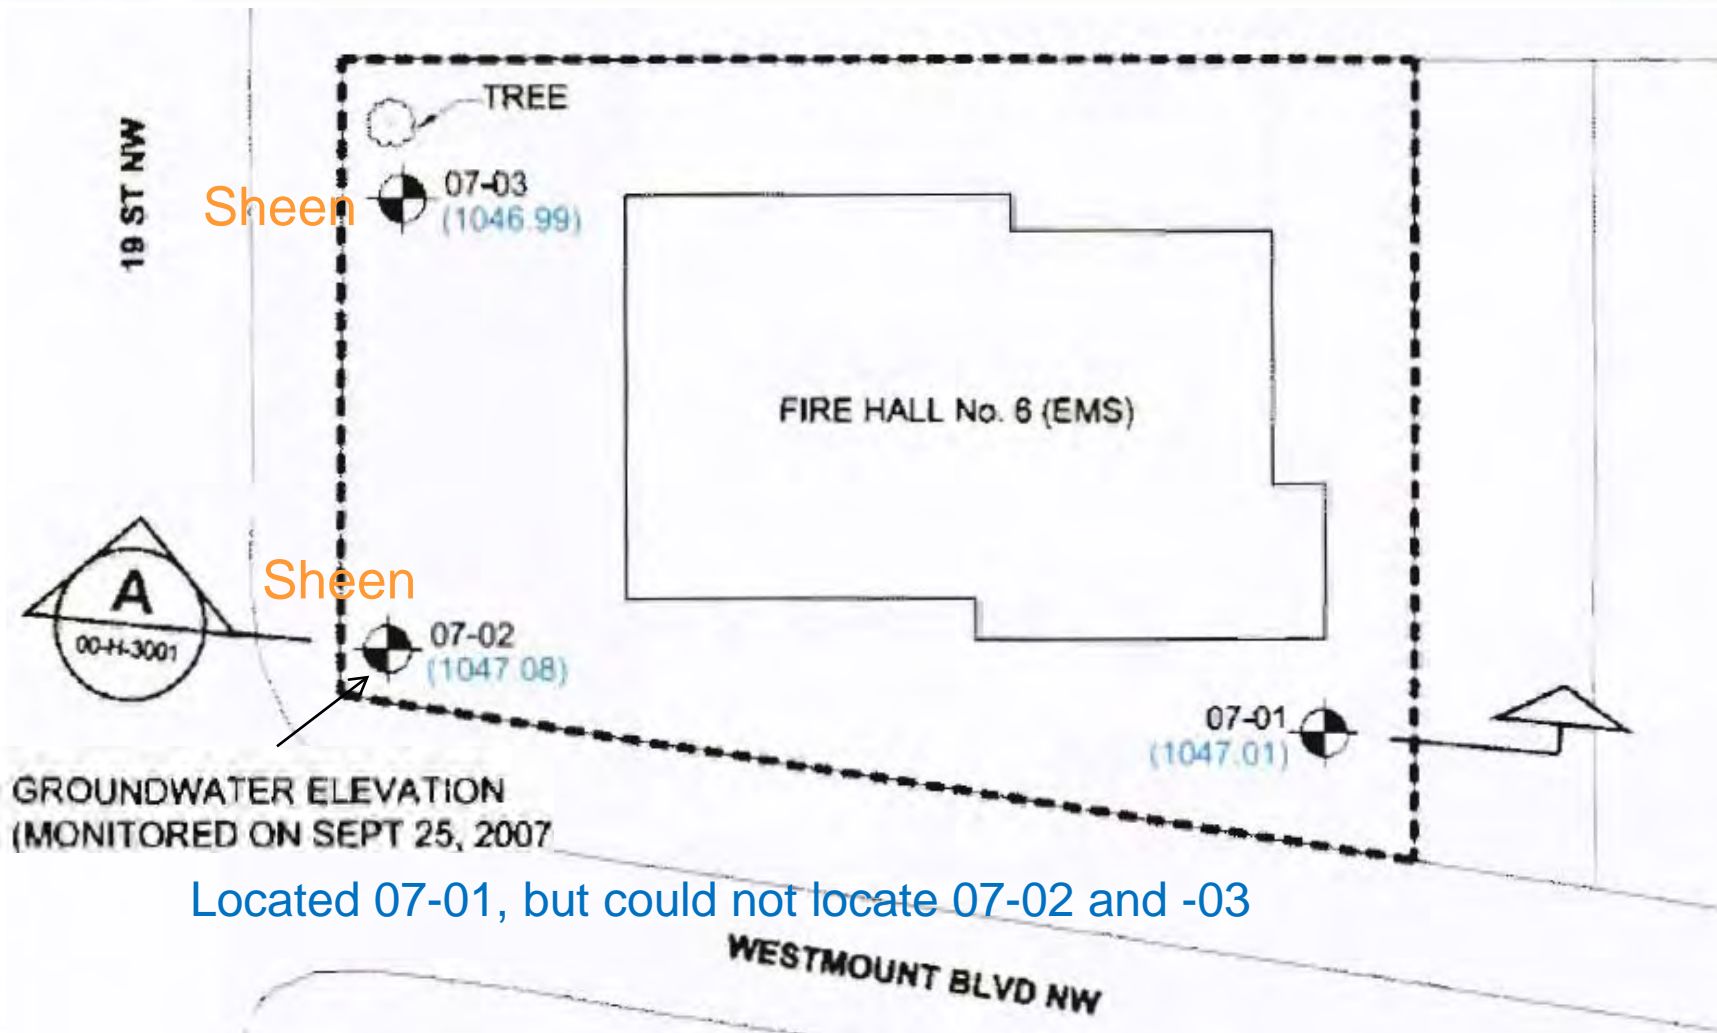 TREE
19 ST NW
07-03
Sheen
(1046.99)
FIRE HALL No. 6 (EMS)
Sheen
A
00-H-3001
07-02
(1047.08)
07-01
(1047.01)
GROUNDWATER ELEVATION
(MONITORED ON SEPT 25, 2007
Located 07-01, but could not locate 07-02 and -03
WESTMOUNT BLVD NW